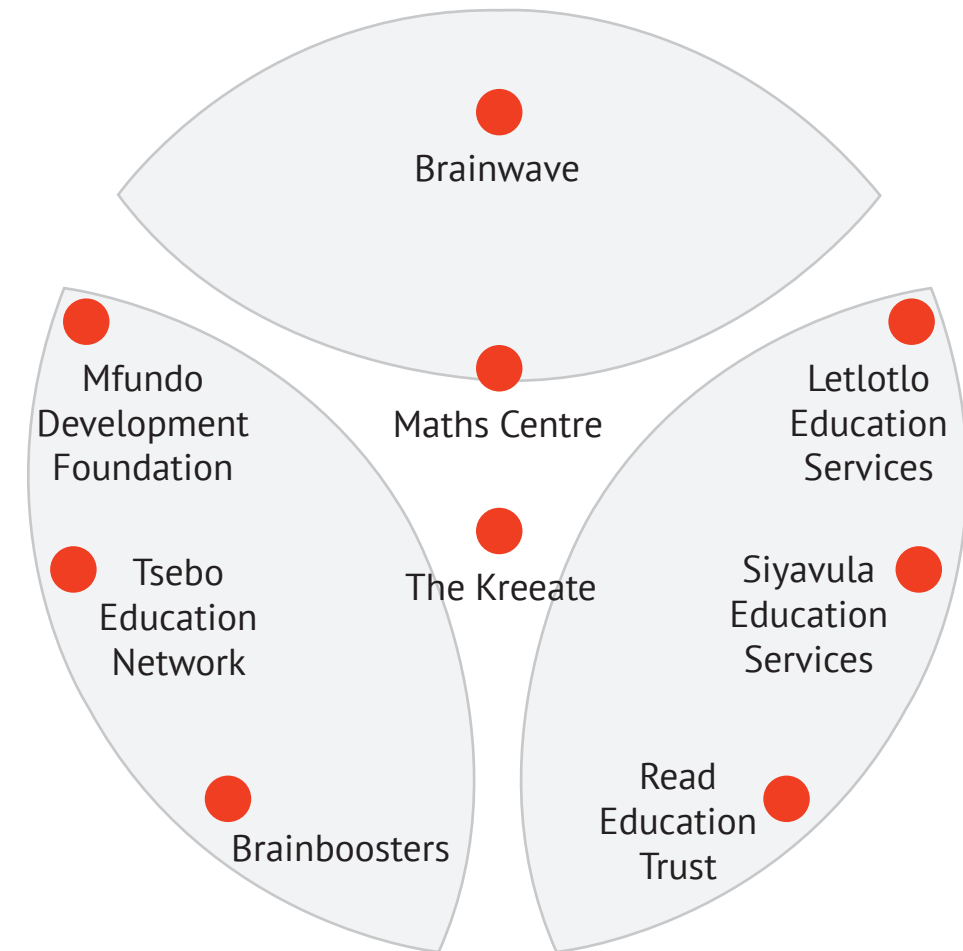 Brainwave
Mfundo
Development
Foundation
Maths Centre
Letlotlo
Education
Services
Tsebo
Education
Network
The Kreeate
Siyavula
Education
Services
Brainboosters
Read
Education
Trust